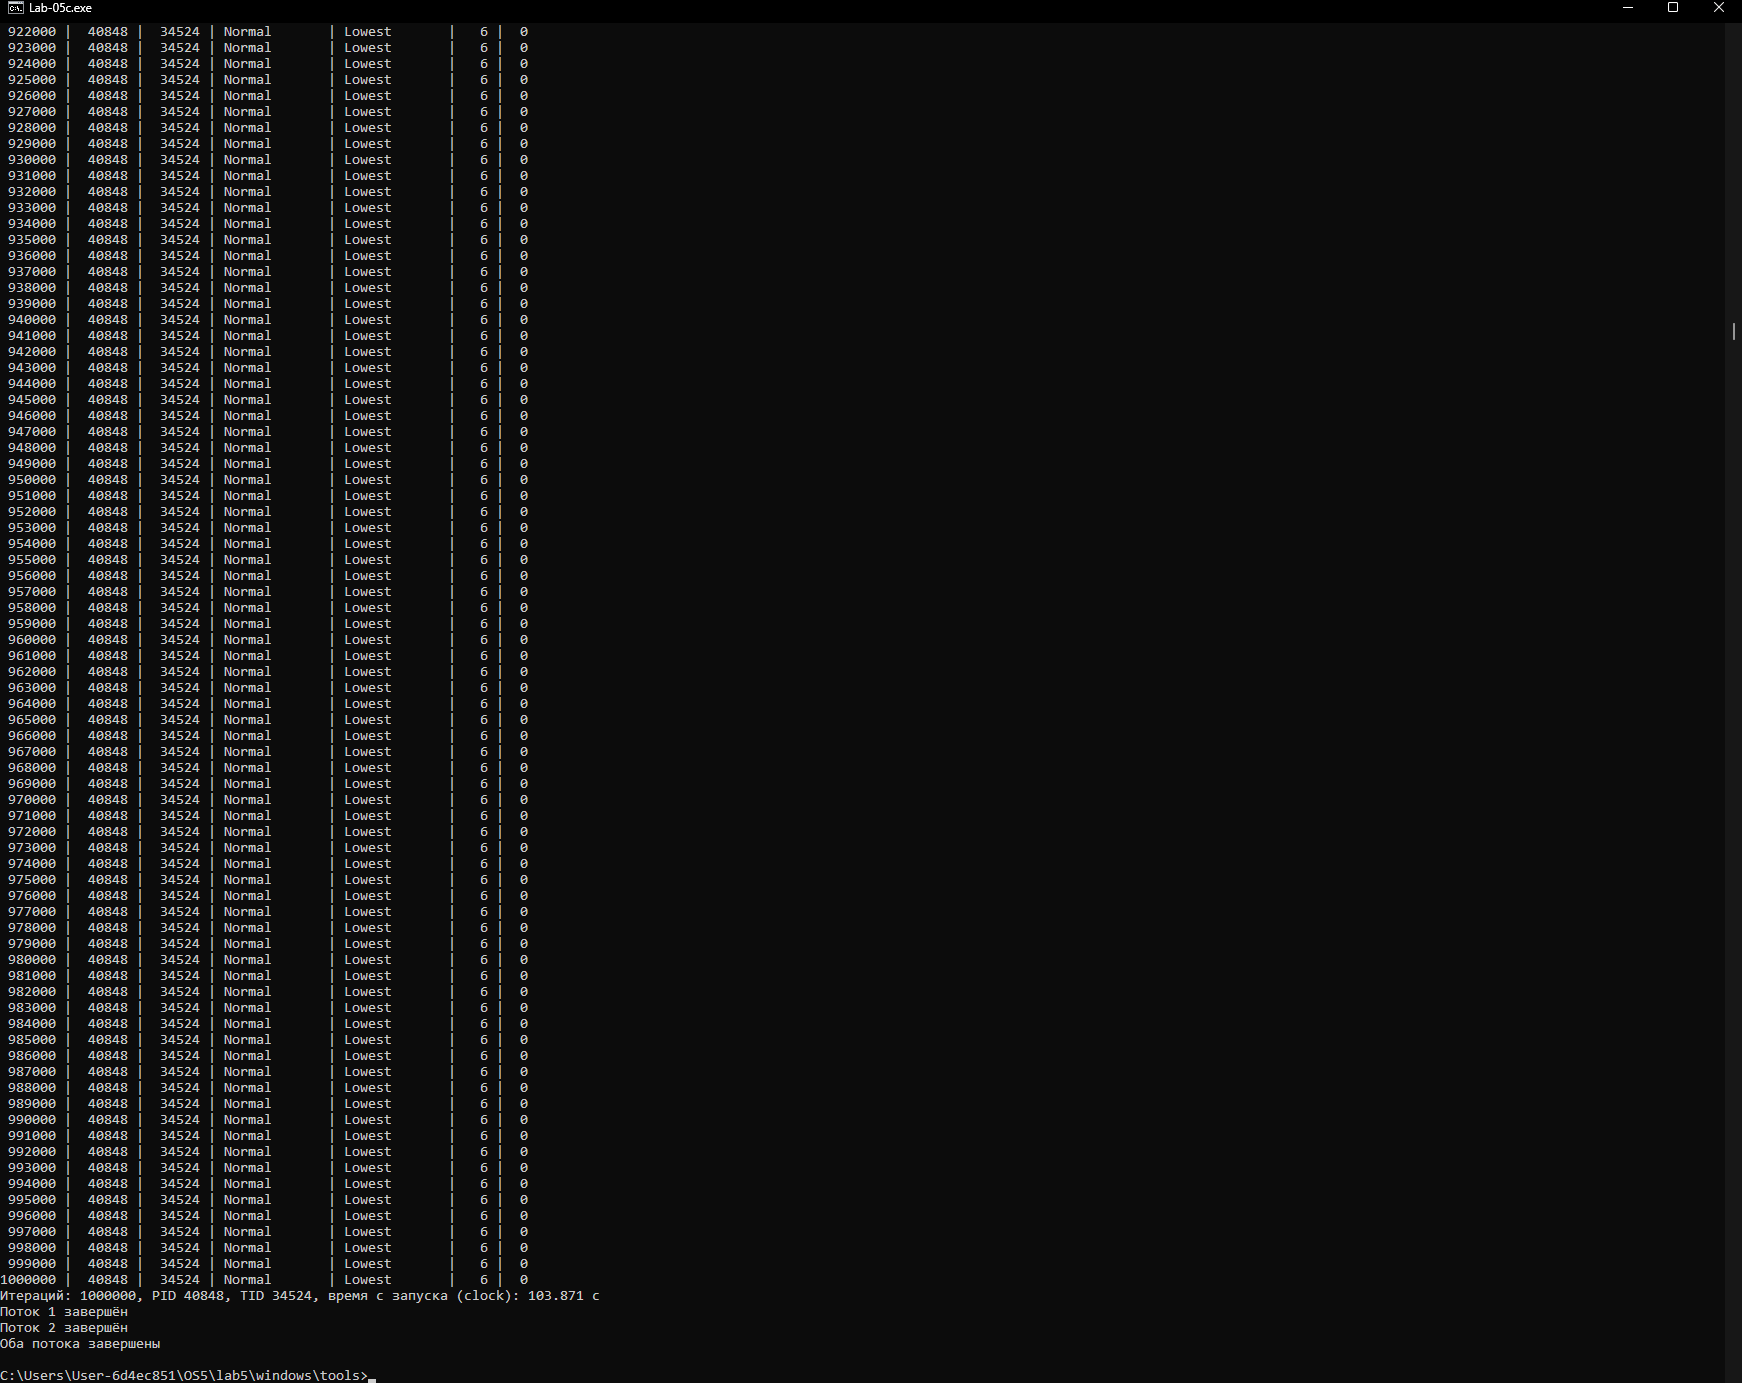 Lab-05c.exe
922000 | 40848 | 34524 | Normal | Lowest | 6 | 0
923000 | 40848 | 34524 | Normal | Lowest | 6 | 0
924000 | 40848 | 34524 | Normal | Lowest | 6 | 0
925000 | 40848 | 34524 | Normal | Lowest | 6 | 0
926000 | 40848 | 34524 | Normal | Lowest | 6 | 0
927000 | 40848 | 34524 | Normal | Lowest | 6 | 0
928000 | 40848 | 34524 | Normal | Lowest | 6 | 0
929000 | 40848 | 34524 | Normal | Lowest | 6 | 0
930000 | 40848 | 34524 | Normal | Lowest | 6 | 0
931000 | 40848 | 34524 | Normal | Lowest | 6 | 0
932000 | 40848 | 34524 | Normal | Lowest | 6 | 0
933000 | 40848 | 34524 | Normal | Lowest | 6 | 0
934000 | 40848 | 34524 | Normal | Lowest | 6 | 0
935000 | 40848 | 34524 | Normal | Lowest | 6 | 0
936000 | 40848 | 34524 | Normal | Lowest | 6 | 0
937000 | 40848 | 34524 | Normal | Lowest | 6 | 0
938000 | 40848 | 34524 | Normal | Lowest | 6 | 0
939000 | 40848 | 34524 | Normal | Lowest | 6 | 0
940000 | 40848 | 34524 | Normal | Lowest | 6 | 0
941000 | 40848 | 34524 | Normal | Lowest | 6 | 0
942000 | 40848 | 34524 | Normal | Lowest | 6 | 0
943000 | 40848 | 34524 | Normal | Lowest | 6 | 0
944000 | 40848 | 34524 | Normal | Lowest | 6 | 0
945000 | 40848 | 34524 | Normal | Lowest | 6 | 0
946000 | 40848 | 34524 | Normal | Lowest | 6 | 0
947000 | 40848 | 34524 | Normal | Lowest | 6 | 0
948000 | 40848 | 34524 | Normal | Lowest | 6 | 0
949000 | 40848 | 34524 | Normal | Lowest | 6 | 0
950000 | 40848 | 34524 | Normal | Lowest | 6 | 0
951000 | 40848 | 34524 | Normal | Lowest | 6 | 0
952000 | 40848 | 34524 | Normal | Lowest | 6 | 0
953000 | 40848 | 34524 | Normal | Lowest | 6 | 0
954000 | 40848 | 34524 | Normal | Lowest | 6 | 0
955000 | 40848 | 34524 | Normal | Lowest | 6 | 0
956000 | 40848 | 34524 | Normal | Lowest | 6 | 0
957000 | 40848 | 34524 | Normal | Lowest | 6 | 0
958000 | 40848 | 34524 | Normal | Lowest | 6 | 0
959000 | 40848 | 34524 | Normal | Lowest | 6 | 0
960000 | 40848 | 34524 | Normal | Lowest | 6 | 0
961000 | 40848 | 34524 | Normal | Lowest | 6 | 0
962000 | 40848 | 34524 | Normal | Lowest | 6 | 0
963000 | 40848 | 34524 | Normal | Lowest | 6 | 0
964000 | 40848 | 34524 | Normal | Lowest | 6 | 0
965000 | 40848 | 34524 | Normal | Lowest | 6 | 0
966000 | 40848 | 34524 | Normal | Lowest | 6 | 0
967000 | 40848 | 34524 | Normal | Lowest | 6 | 0
968000 | 40848 | 34524 | Normal | Lowest | 6 | 0
969000 | 40848 | 34524 | Normal | Lowest | 6 | 0
970000 | 40848 | 34524 | Normal | Lowest | 6 | 0
971000 | 40848 | 34524 | Normal | Lowest | 6 | 0
972000 | 40848 | 34524 | Normal | Lowest | 6 | 0
973000 | 40848 | 34524 | Normal | Lowest | 6 | 0
974000 | 40848 | 34524 | Normal | Lowest | 6 | 0
975000 | 40848 | 34524 | Normal | Lowest | 6 | 0
976000 | 40848 | 34524 | Normal | Lowest | 6 | 0
977000 | 40848 | 34524 | Normal | Lowest | 6 | 0
978000 | 40848 | 34524 | Normal | Lowest | 6 | 0
979000 | 40848 | 34524 | Normal | Lowest | 6 | 0
980000 | 40848 | 34524 | Normal | Lowest | 6 | 0
981000 | 40848 | 34524 | Normal | Lowest | 6 | 0
982000 | 40848 | 34524 | Normal | Lowest | 6 | 0
983000 | 40848 | 34524 | Normal | Lowest | 6 | 0
984000 | 40848 | 34524 | Normal | Lowest | 6 | 0
985000 | 40848 | 34524 | Normal | Lowest | 6 | 0
986000 | 40848 | 34524 | Normal | Lowest | 6 | 0
987000 | 40848 | 34524 | Normal | Lowest | 6 | 0
988000 | 40848 | 34524 | Normal | Lowest | 6 | 0
989000 | 40848 | 34524 | Normal | Lowest | 6 | 0
990000 | 40848 | 34524 | Normal | Lowest | 6 | 0
991000 | 40848 | 34524 | Normal | Lowest | 6 | 0
992000 | 40848 | 34524 | Normal | Lowest | 6 | 0
993000 | 40848 | 34524 | Normal | Lowest | 6 | 0
994000 | 40848 | 34524 | Normal | Lowest | 6 | 0
995000 | 40848 | 34524 | Normal | Lowest | 6 | 0
996000 | 40848 | 34524 | Normal | Lowest | 6 | 0
997000 | 40848 | 34524 | Normal | Lowest | 6 | 0
998000 | 40848 | 34524 | Normal | Lowest | 6 | 0
999000 | 40848 | 34524 | Normal | Lowest | 6 | 0
1000000 | 40848 | 34524 | Normal | Lowest | 6 | 0
Итераций: 1000000, PID 40848, TID 34524, время с запуска (clock): 103.871 с
Поток 1 завершён
Поток 2 завершён
Оба потока завершены
C:\Users\User-6d4ec851\OS5\lab5\windows\tools>